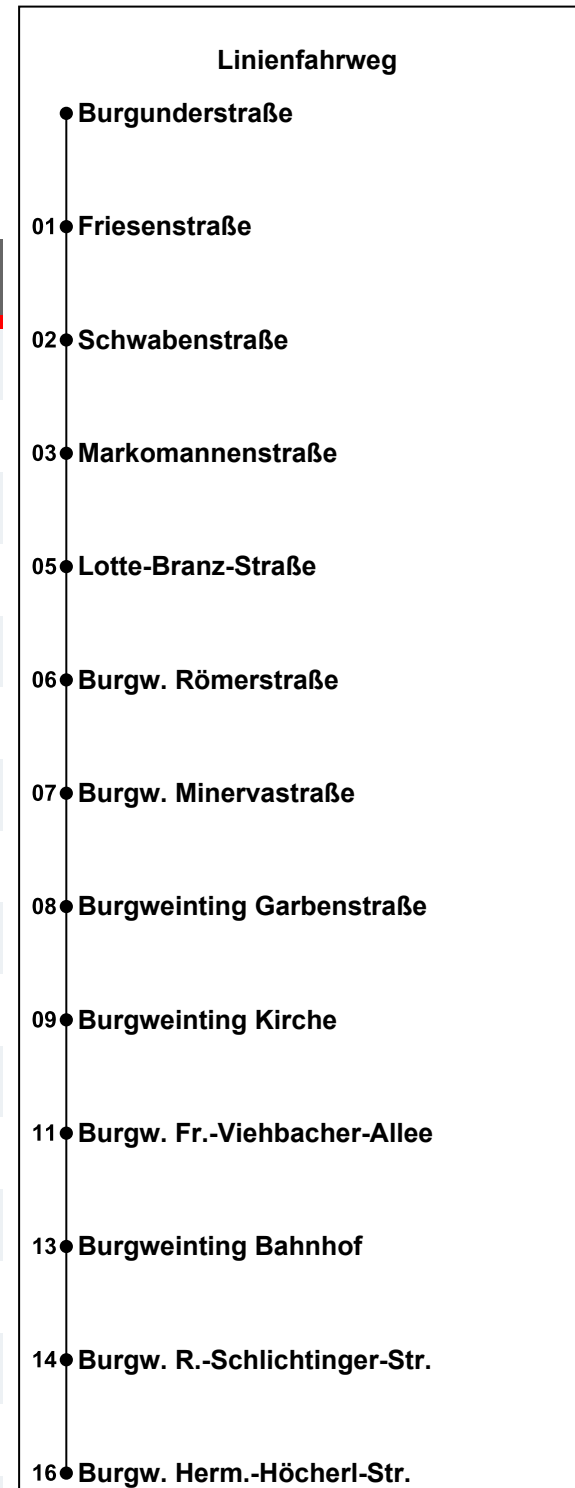 Linienfahrweg
Burgunderstraße
01 Friesenstraße
02 Schwabenstraße
03 Markomannenstraße
05 Lotte-Branz-Straße
06 Burgw. Römerstraße
07 Burgw. Minervastraße
08 Burgweinting Garbenstraße
09 Burgweinting Kirche
11 Burgw. Fr.-Viehbacher-Allee
13 Burgweinting Bahnhof
14 Burgw. R.-Schlichtinger-Str.
16 Burgw. Herm.-Höcherl-Str.